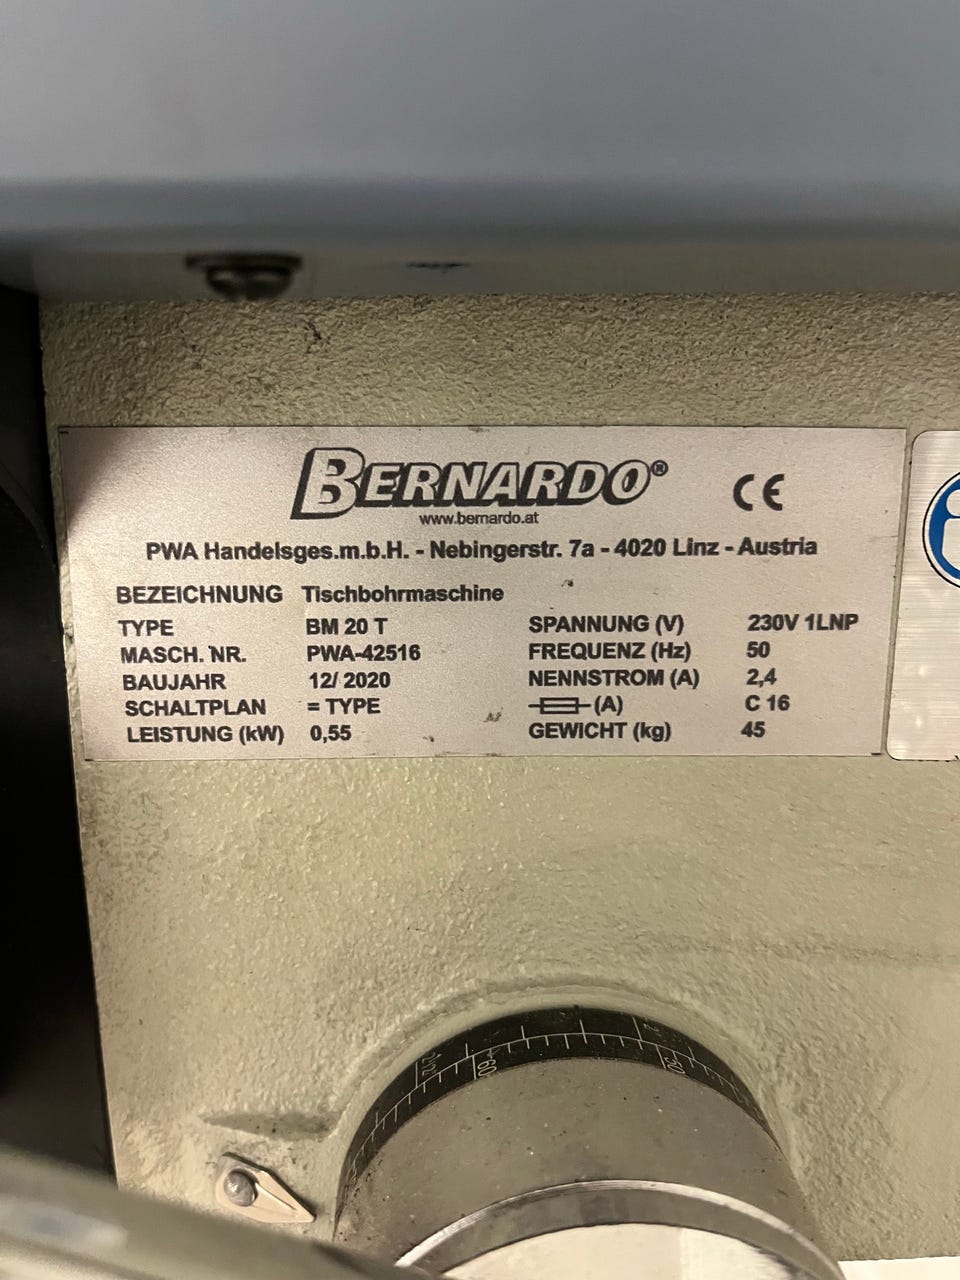 BERNARDO®
CE
www.bernardo.at
PWA Handelsges.m.b.H. - Nebingerstr. 7a - 4020 Linz - Austria
BEZEICHNUNG Tischbohrmaschine
TYPE BM 20 T SPANNUNG (V) 230V 1LNP
MASCH. NR. PWA-42516 FREQUENZ (Hz) 50
BAUJAHR 12/ 2020 NENNSTROM (A) 2,4
SCHALTPLAN = TYPE (A) C 16
LEISTUNG (kW) 0,55 GEWICHT (kg) 45